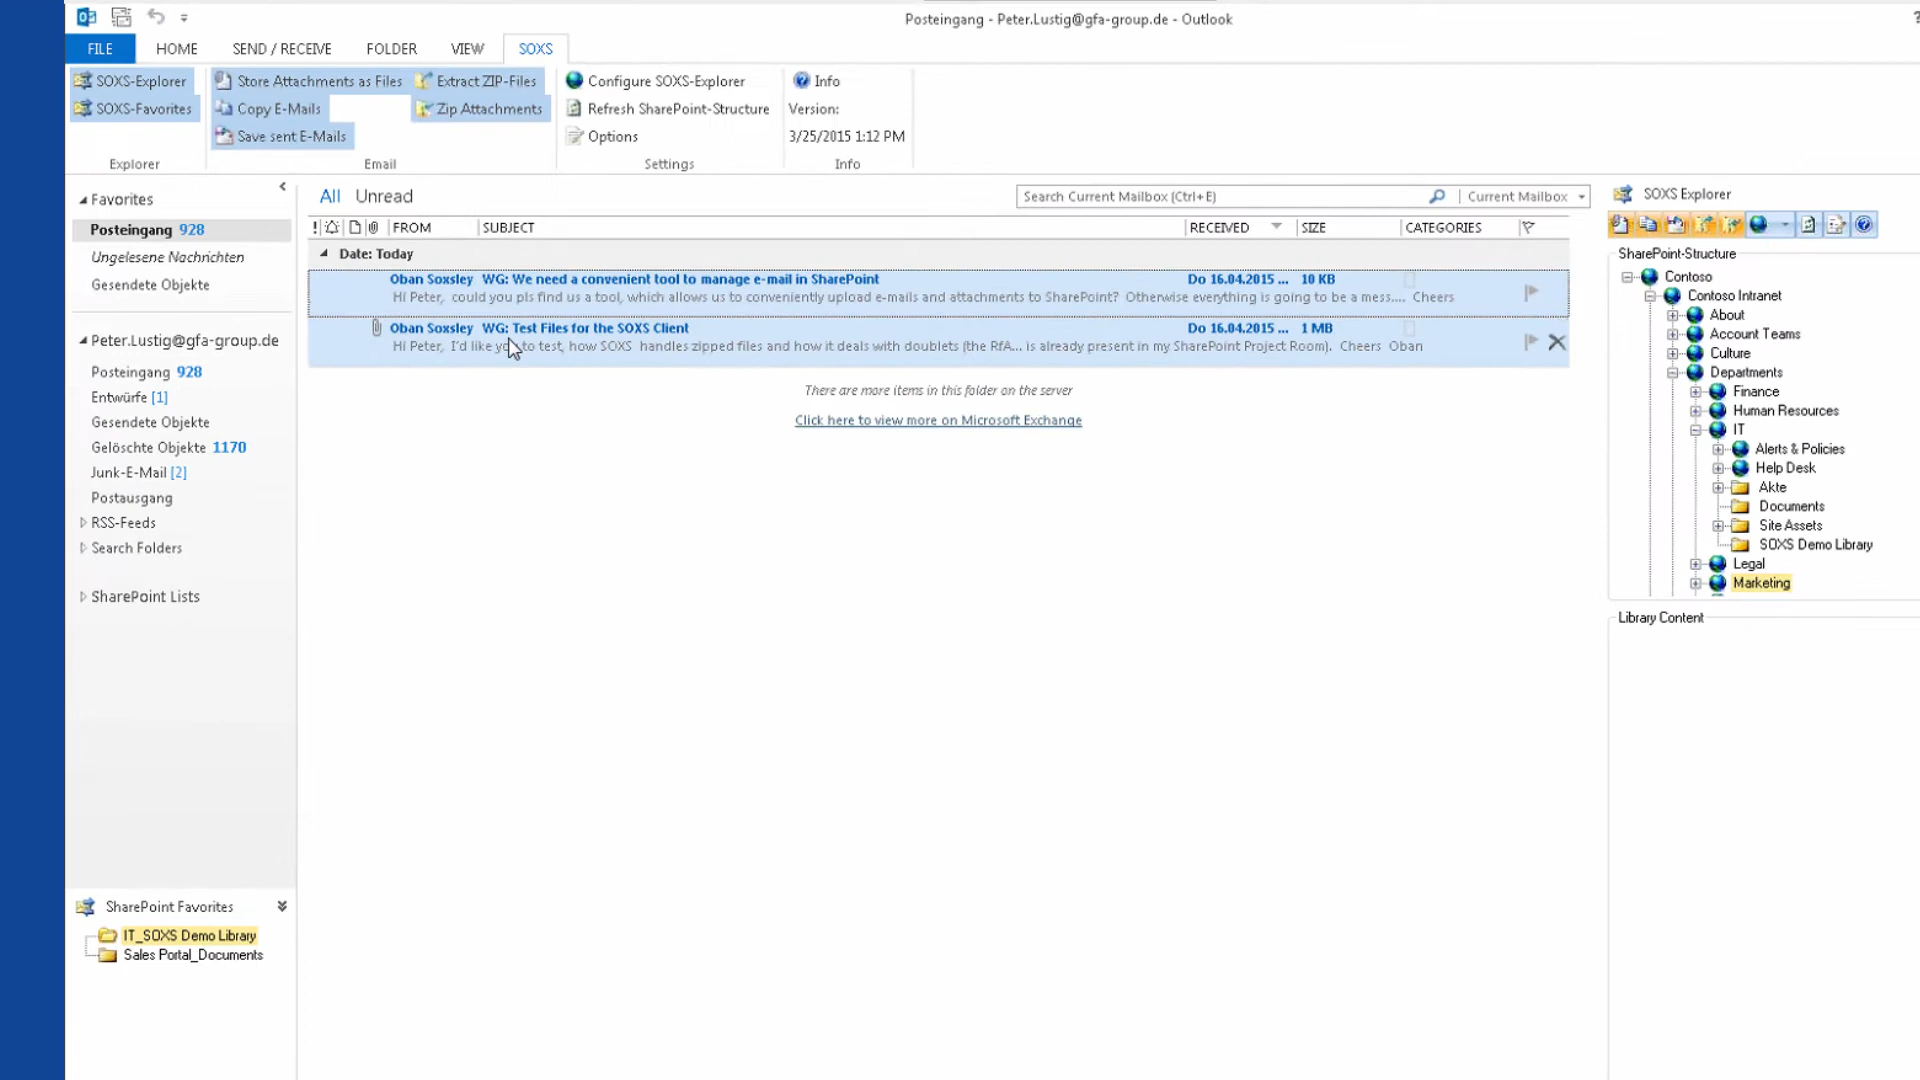 Posteingang - Peter.Lustig@gfa-group.de - Outlook
?
FILE HOME SEND / RECEIVE FOLDER VIEW SOXS
SOXS-Explorer Store Attachments as Files Extract ZIP-Files Configure SOXS-Explorer Info
SOXS-Favorites Copy E-Mails Zip Attachments Refresh SharePoint-Structure Version:
Save sent E-Mails Options 3/25/2015 1:12 PM
Explorer Email Settings Info
Favorites
Posteingang 928
Ungelesene Nachrichten
Gesendete Objekte
Peter.Lustig@gfa-group.de
Posteingang 928
Entwürfe [1]
Gesendete Objekte
Gelöschte Objekte 1170
Junk-E-Mail [2]
Postausgang
RSS-Feeds
Search Folders
SharePoint Lists
SharePoint Favorites
IT_SOXS Demo Library
Sales Portal_Documents
All Unread
Search Current Mailbox (Ctrl+E) Current Mailbox
! FROM SUBJECT RECEIVED SIZE CATEGORIES
Date: Today
Oban Soxsley WG: We need a convenient tool to manage e-mail in SharePoint Do 16.04.2015 ... 10 KB
Hi Peter, could you pls find us a tool, which allows us to conveniently upload e-mails and attachments to SharePoint? Otherwise everything is going to be a mess.... Cheers
Oban Soxsley WG: Test Files for the SOXS Client Do 16.04.2015 ... 1 MB
Hi Peter, I'd like you to test, how SOXS handles zipped files and how it deals with doublets (the RfA... is already present in my SharePoint Project Room). Cheers Oban
There are more items in this folder on the server
Click here to view more on Microsoft Exchange
SOXS Explorer
SharePoint-Structure
Contoso
Contoso Intranet
About
Account Teams
Culture
Departments
Finance
Human Resources
IT
Alerts & Policies
Help Desk
Akte
Documents
Site Assets
SOXS Demo Library
Legal
Marketing
Library Content